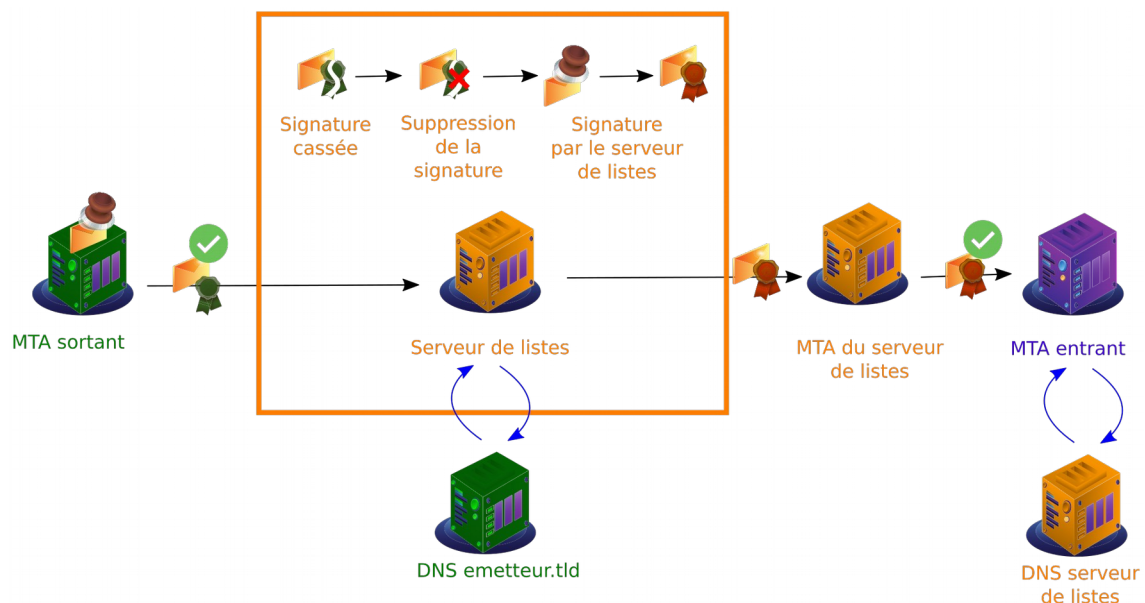 Signature
cassée
Suppression
de la
signature
Signature
par le serveur
de listes
MTA sortant
Serveur de listes
MTA du serveur
de listes
MTA entrant
DNS emetteur.tld
DNS serveur
de listes